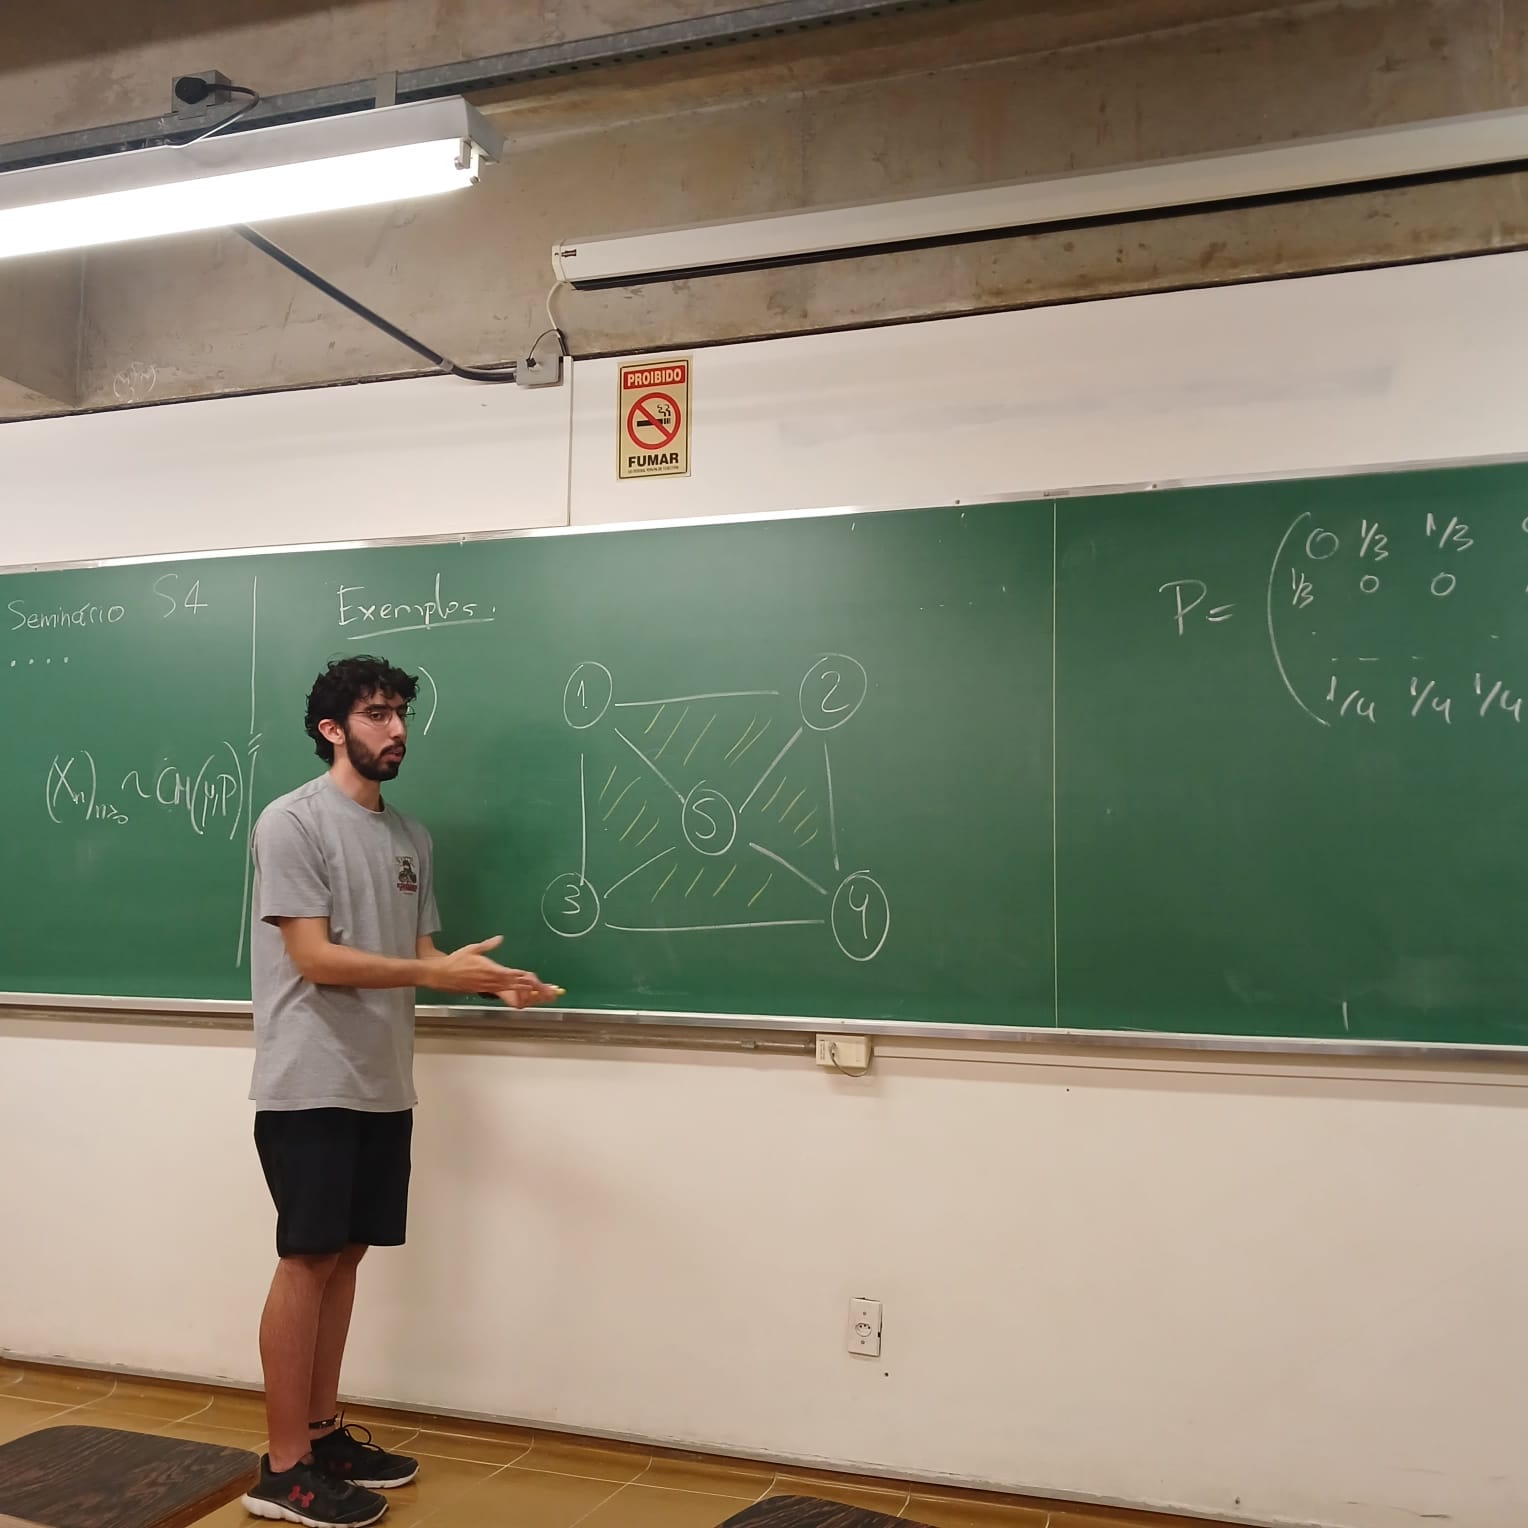 PROIBIDO
FUMAR
Seminário S4
....
(Xₙ)ₙ≥₀ ~ CM(μ,P)
Exemplos.
)
1 2
5
3 4
P= ( 0 1/3 1/3
1/3 0 0
1/4 1/4 1/4